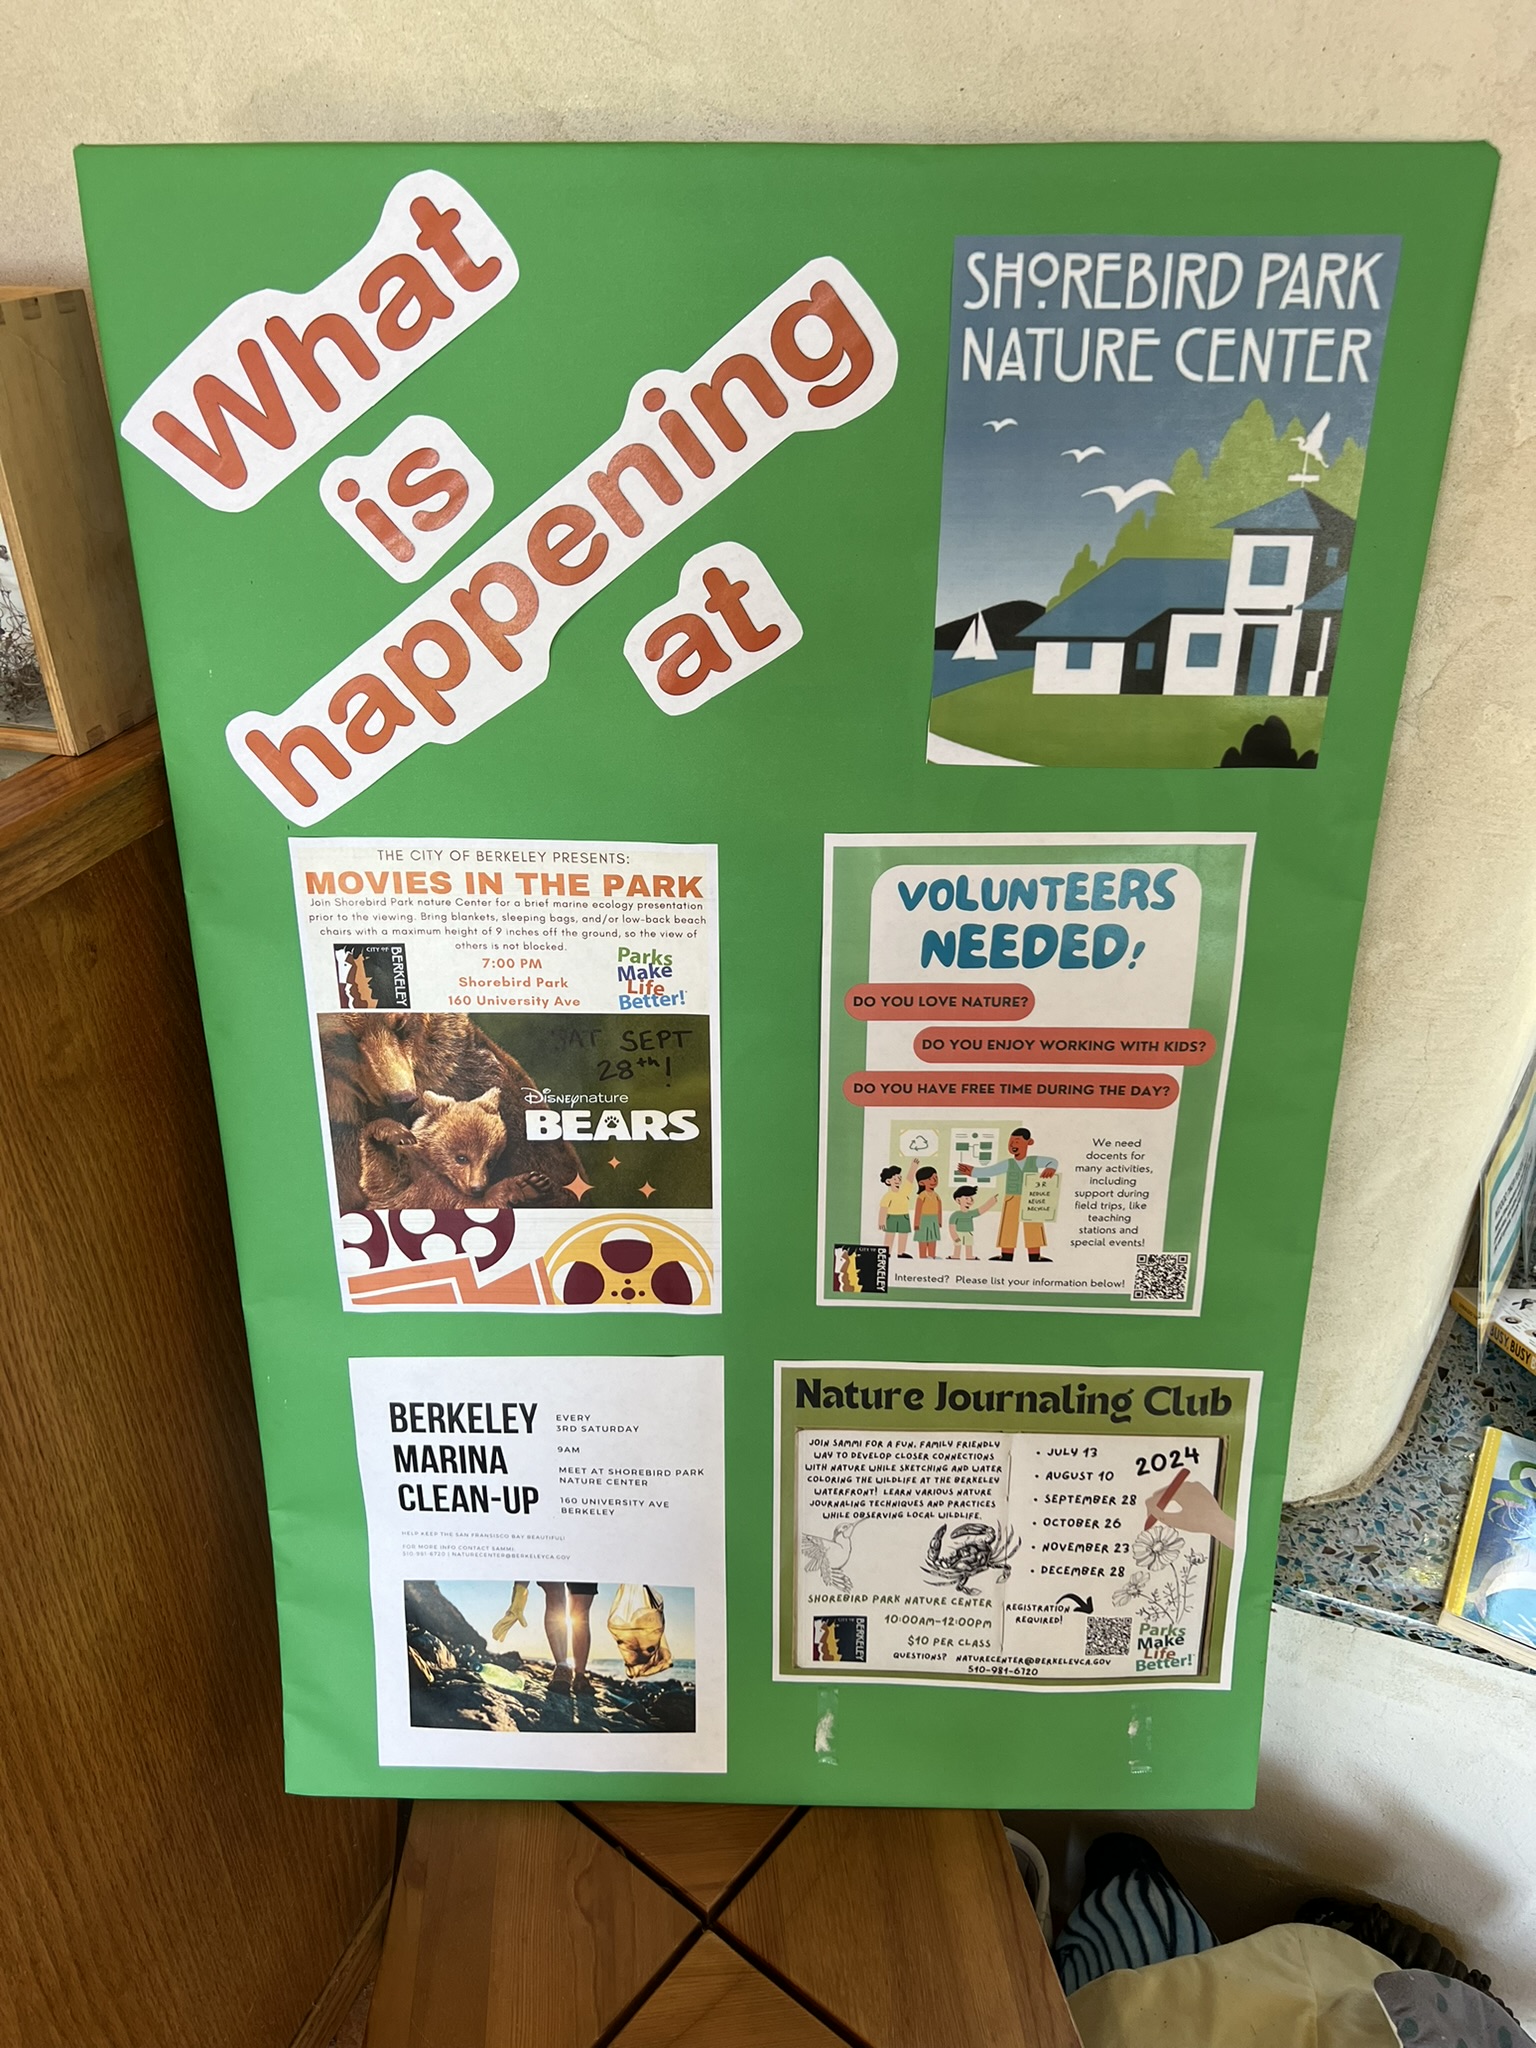 What
is
happening
at
SHOREBIRD PARK
NATURE CENTER
THE CITY OF BERKELEY PRESENTS:
MOVIES IN THE PARK
Join Shorebird Park nature Center for a brief marine ecology presentation
prior to the viewing. Bring blankets, sleeping bags, and/or low-back beach
chairs with a maximum height of 9 inches off the ground, so the view of
others is not blocked.
CITY OF
BERKELEY
7:00 PM
Shorebird Park
160 University Ave
Parks
Make
Life
Better!
SAT SEPT
28th!
Disneynature
BEARS
VOLUNTEERS
NEEDED!
DO YOU LOVE NATURE?
DO YOU ENJOY WORKING WITH KIDS?
DO YOU HAVE FREE TIME DURING THE DAY?
3R
REDUCE
REUSE
RECYCLE
We need
docents for
many activities,
including
support during
field trips, like
teaching
stations and
special events!
CITY OF
BERKELEY
Interested? Please list your information below!
BERKELEY
MARINA
CLEAN-UP
EVERY
3RD SATURDAY
9AM
MEET AT SHOREBIRD PARK
NATURE CENTER
160 UNIVERSITY AVE
BERKELEY
HELP KEEP THE SAN FRANSISCO BAY BEAUTIFUL!
FOR MORE INFO CONTACT SAMMI:
510-981-6720 | NATURECENTER@BERKELEYCA.GOV
Nature Journaling Club
JOIN SAMMI FOR A FUN, FAMILY FRIENDLY
WAY TO DEVELOP CLOSER CONNECTIONS
WITH NATURE WHILE SKETCHING AND WATER
COLORING THE WILDLIFE AT THE BERKELEY
WATERFRONT! LEARN VARIOUS NATURE
JOURNALING TECHNIQUES AND PRACTICES
WHILE OBSERVING LOCAL WILDLIFE.
2024
• JULY 13
• AUGUST 10
• SEPTEMBER 28
• OCTOBER 26
• NOVEMBER 23
• DECEMBER 28
SHOREBIRD PARK NATURE CENTER
10:00AM-12:00PM
$10 PER CLASS
REGISTRATION
REQUIRED!
BERKELEY
QUESTIONS? NATURECENTER@BERKELEYCA.GOV
510-981-6720
Parks
Make
Life
Better!
BUSY BUSY